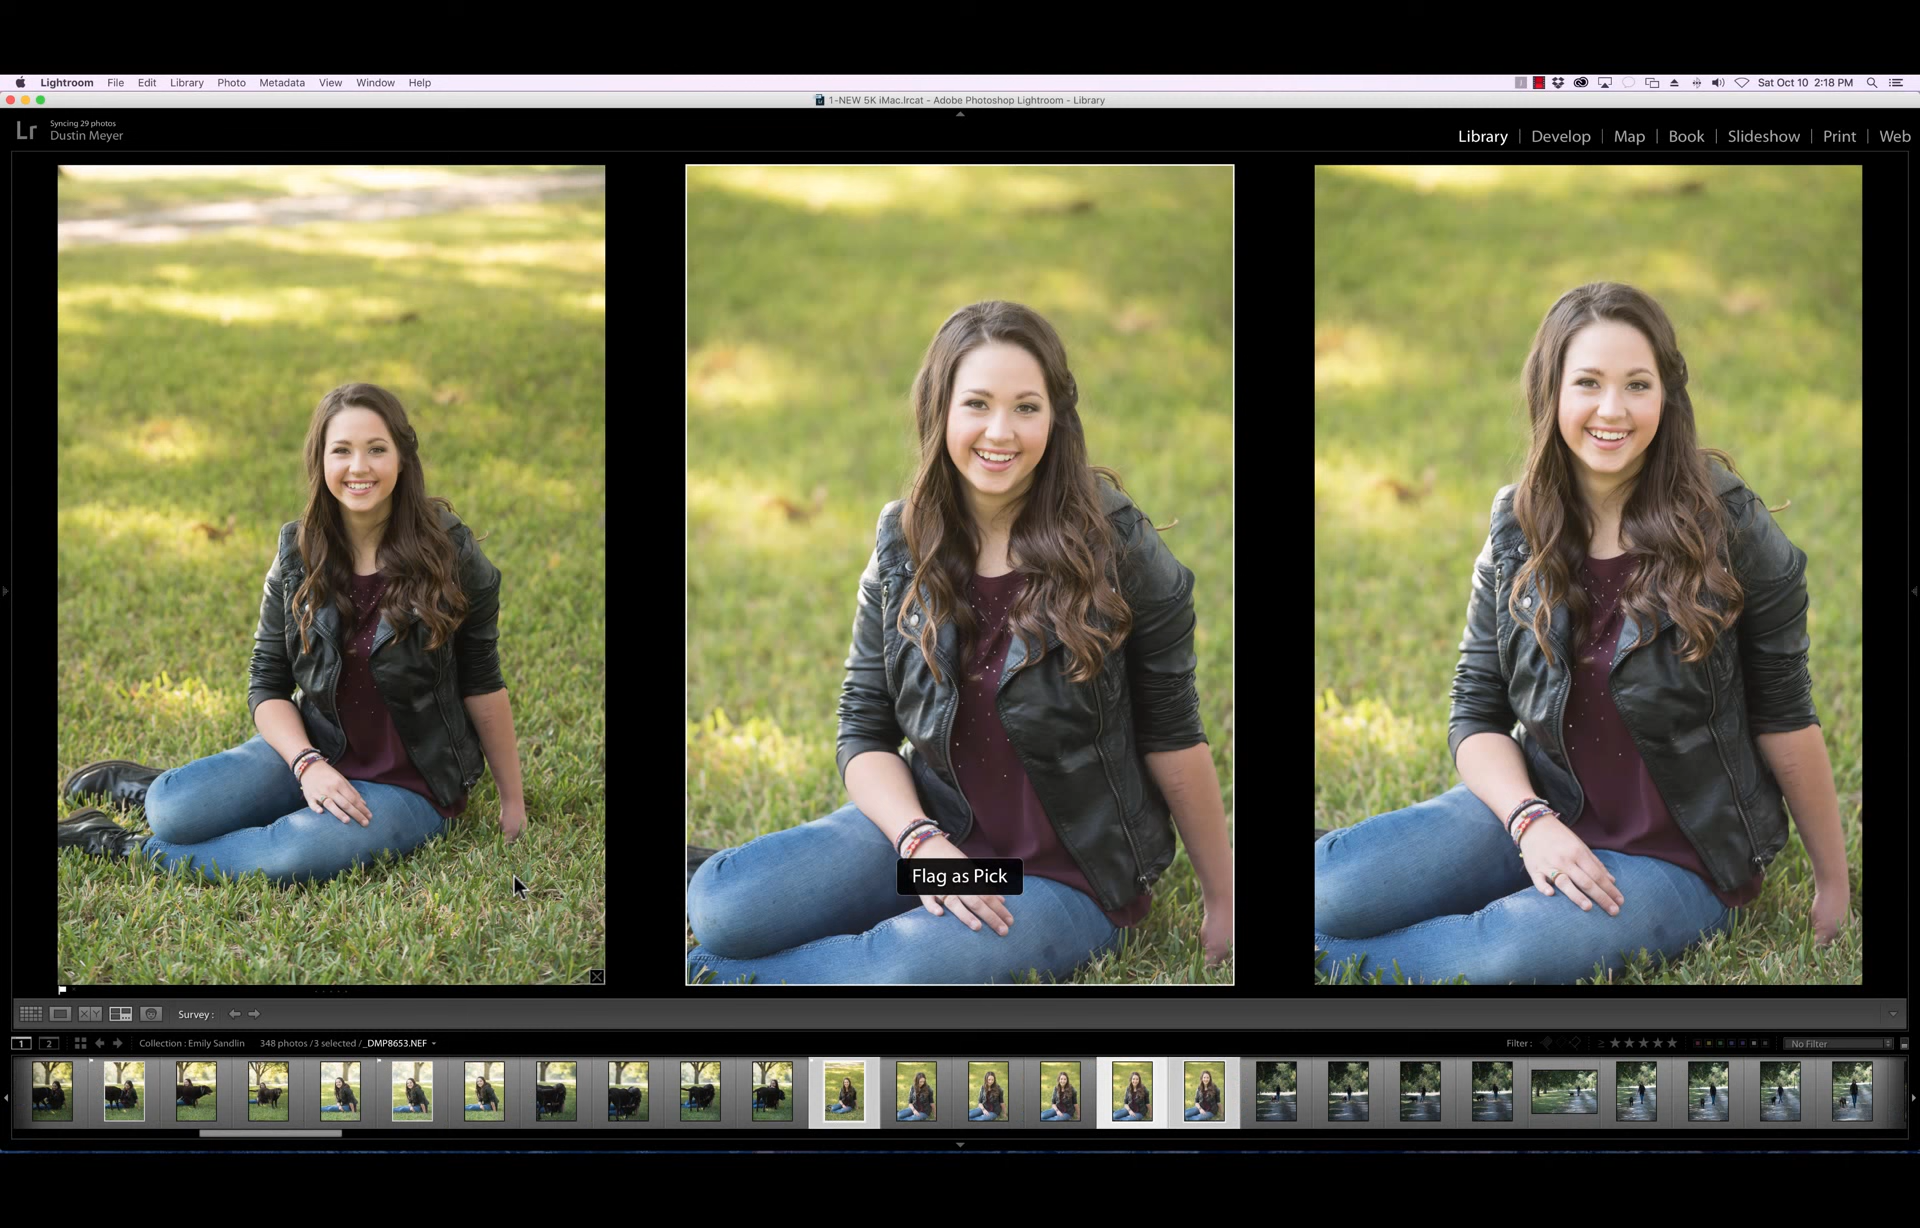 Lightroom File Edit Library Photo Metadata View Window Help
Sat Oct 10 2:18 PM
1-NEW 5K iMac.lrcat - Adobe Photoshop Lightroom - Library
Lr
Syncing 29 photos
Dustin Meyer
Library | Develop | Map | Book | Slideshow | Print | Web
Flag as Pick
XY
Survey :
1 2
Collection : Emily Sandlin 348 photos / 3 selected / _DMP8653.NEF
Filter :
≥ ★ ★ ★ ★ ★
No Filter